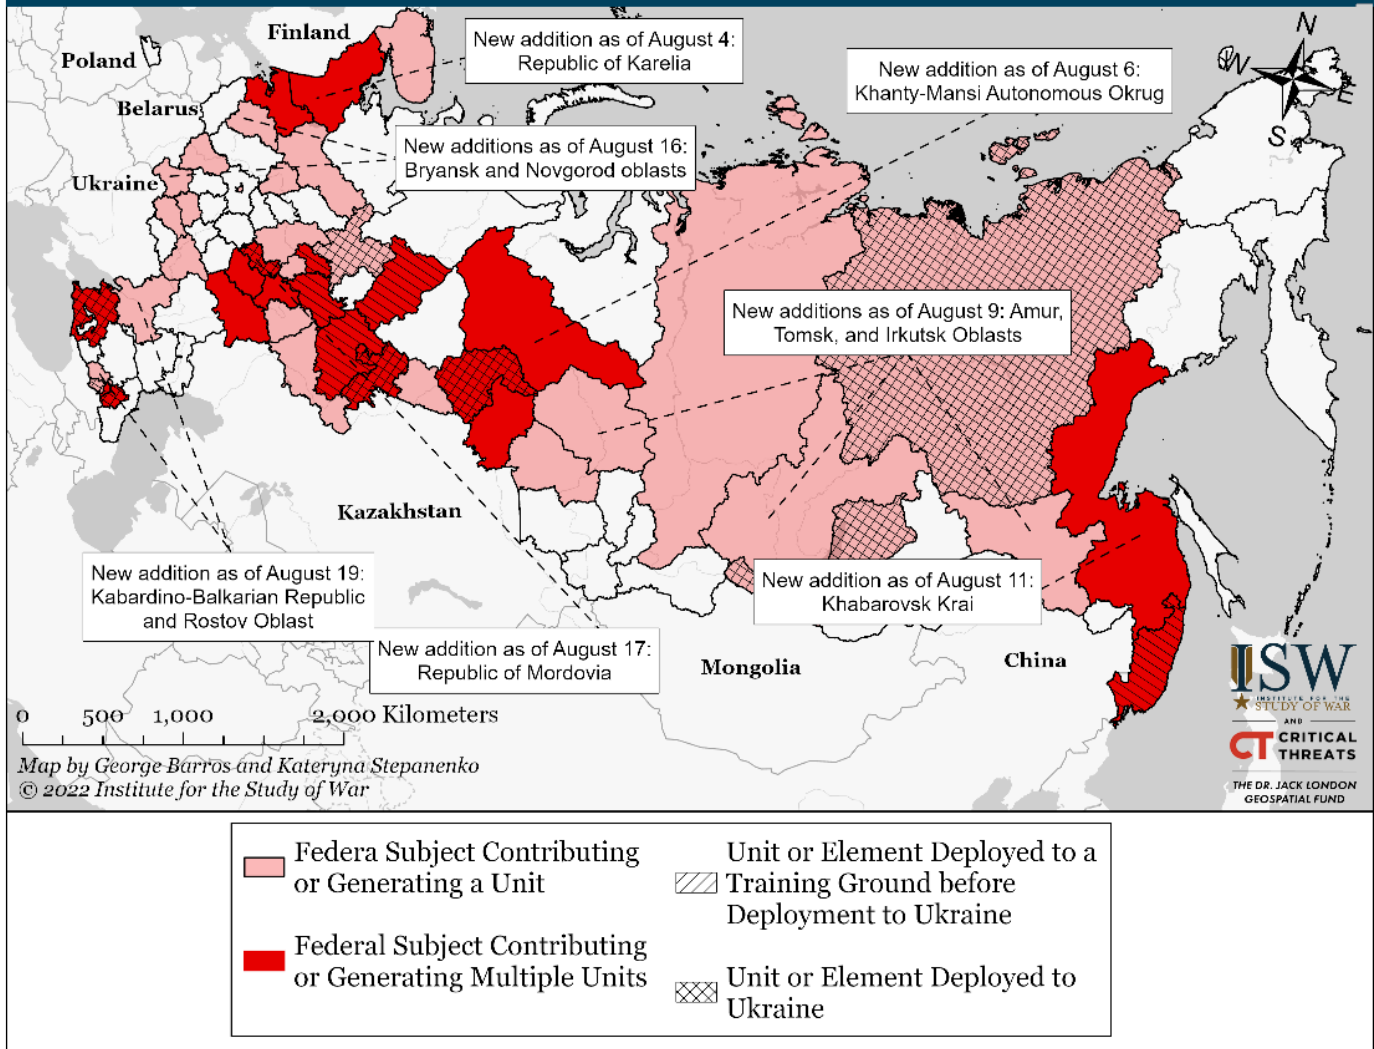 Finland
Poland
Belarus
Ukraine
New addition as of August 4:
Republic of Karelia
New addition as of August 6:
Khanty-Mansi Autonomous Okrug
N
W
E
S
New additions as of August 16:
Bryansk and Novgorod oblasts
New additions as of August 9: Amur,
Tomsk, and Irkutsk Oblasts
Kazakhstan
New addition as of August 19:
Kabardino-Balkarian Republic
and Rostov Oblast
New addition as of August 11:
Khabarovsk Krai
New addition as of August 17:
Republic of Mordovia
Mongolia
China
0 500 1,000 2,000 Kilometers
Map by George Barros and Kateryna Stepanenko
© 2022 Institute for the Study of War
ISW
INSTITUTE FOR THE
STUDY OF WAR
AND
CT CRITICAL
THREATS
THE DR. JACK LONDON
GEOSPATIAL FUND
Federa Subject Contributing
or Generating a Unit
Federal Subject Contributing
or Generating Multiple Units
Unit or Element Deployed to a
Training Ground before
Deployment to Ukraine
Unit or Element Deployed to
Ukraine